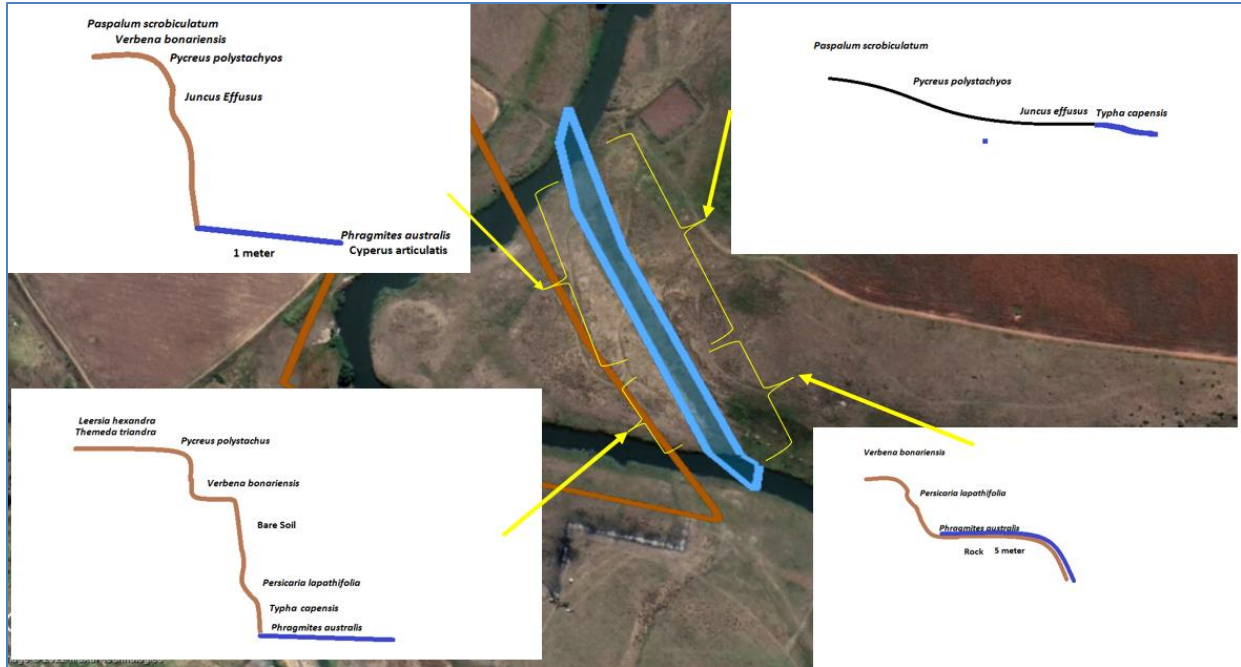 Paspalum scrobiculatum
Verbena bonariensis
Pycreus polystachyos
Juncus Effusus
Phragmites australis
1 meter
Cyperus articulatis
Paspalum scrobiculatum
Pycreus polystachyos
Juncus effusus Typha capensis
Leersia hexandra
Themeda triandra
Pycreus polystachus
Verbena bonariensis
Bare Soil
Persicaria lapathifolia
Typha capensis
Phragmites australis
Verbena bonariensis
Persicaria lapathifolia
Phragmites australis
Rock 5 meter